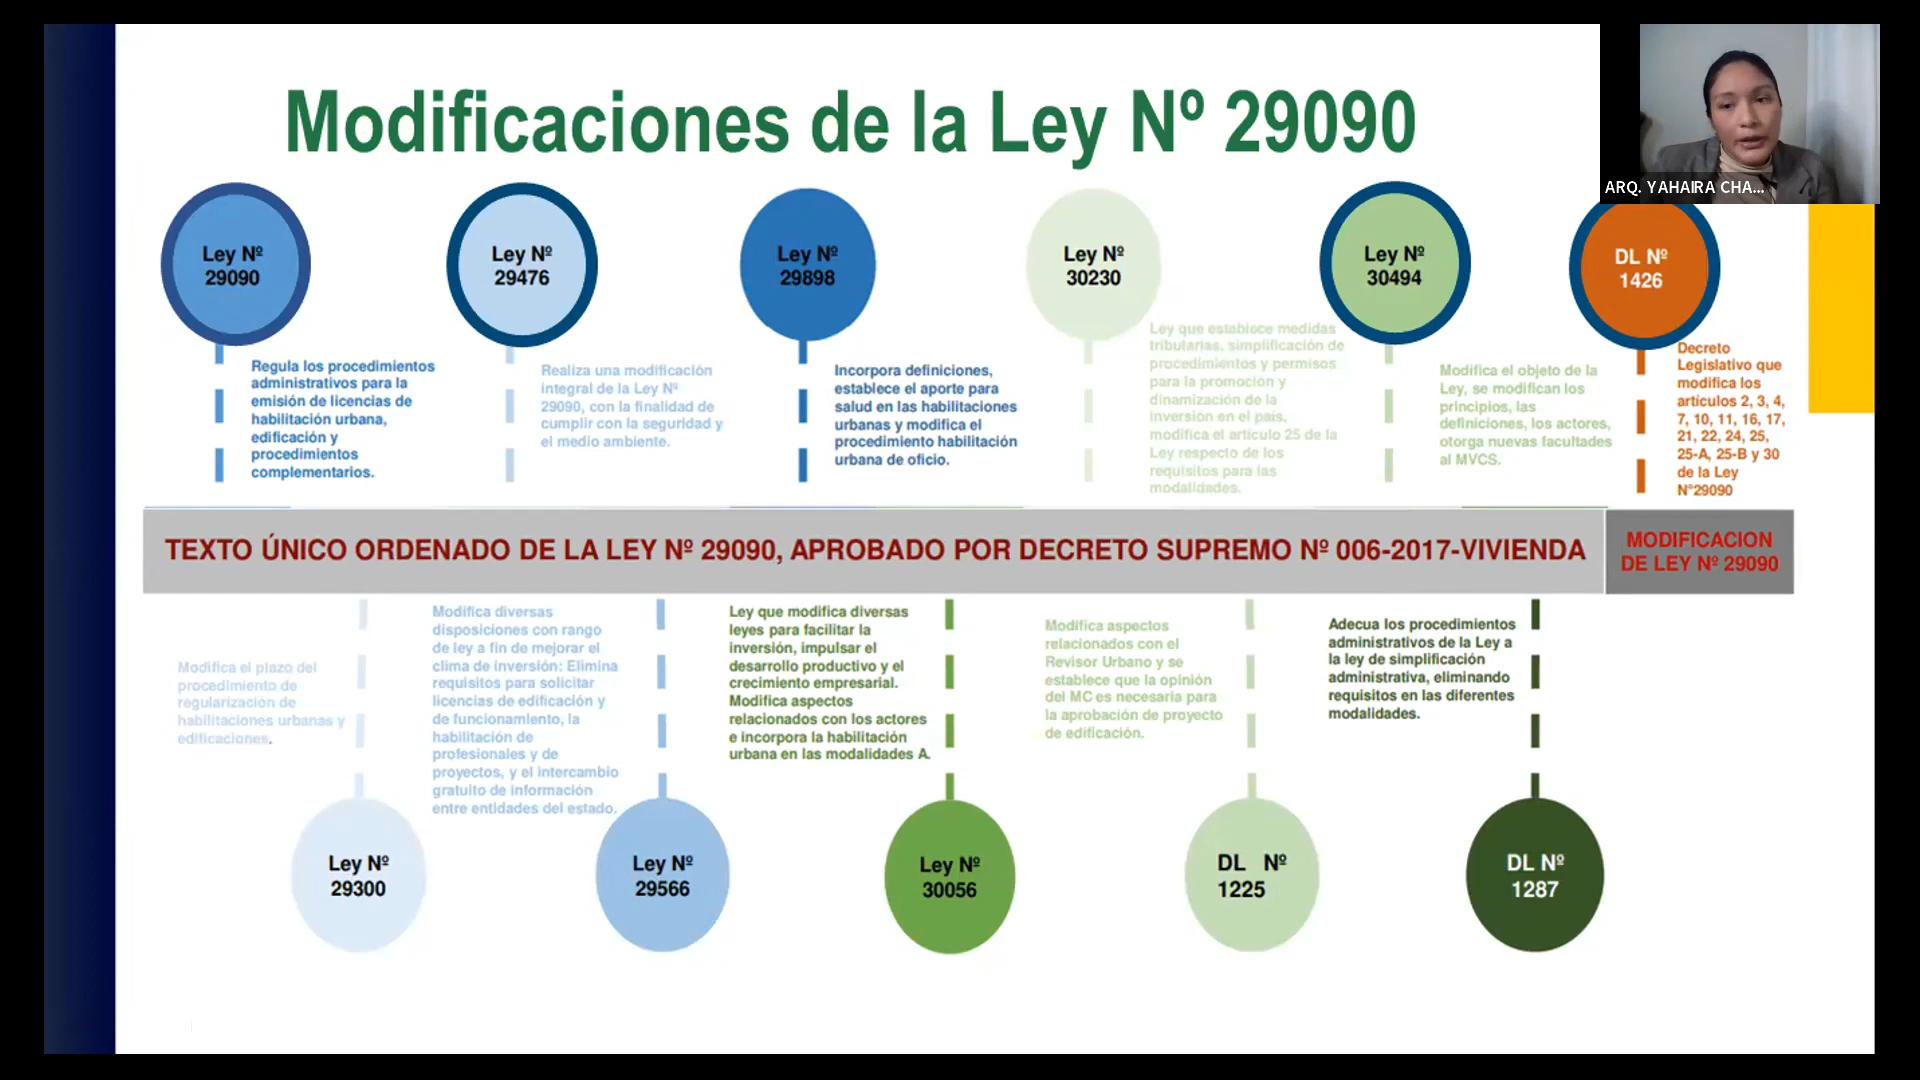 Modificaciones de la Ley Nº 29090
ARQ. YAHAIRA CHA...
Ley Nº
29090
Regula los procedimientos
administrativos para la
emisión de licencias de
habilitación urbana,
edificación y
procedimientos
complementarios.
Ley Nº
29476
Realiza una modificación
integral de la Ley Nº
29090, con la finalidad de
cumplir con la seguridad y
el medio ambiente.
Ley Nº
29898
Incorpora definiciones,
establece el aporte para
salud en las habilitaciones
urbanas y modifica el
procedimiento habilitación
urbana de oficio.
Ley Nº
30230
Ley que establece medidas
tributarias, simplificación de
procedimientos y permisos
para la promoción y
dinamización de la
inversión en el país,
modifica el artículo 25 de la
Ley respecto de los
requisitos para las
modalidades.
Ley Nº
30494
Modifica el objeto de la
Ley, se modifican los
principios, las
definiciones, los actores,
otorga nuevas facultades
al MVCS.
DL Nº
1426
Decreto
Legislativo que
modifica los
artículos 2, 3, 4,
7, 10, 11, 16, 17,
21, 22, 24, 25,
25-A, 25-B y 30
de la Ley
N°29090
TEXTO ÚNICO ORDENADO DE LA LEY Nº 29090, APROBADO POR DECRETO SUPREMO Nº 006-2017-VIVIENDA
MODIFICACION
DE LEY Nº 29090
Modifica el plazo del
procedimiento de
regularización de
habilitaciones urbanas y
edificaciones.
Ley Nº
29300
Modifica diversas
disposiciones con rango
de ley a fin de mejorar el
clima de inversión: Elimina
requisitos para solicitar
licencias de edificación y
de funcionamiento, la
habilitación de
profesionales y de
proyectos, y el intercambio
gratuito de información
entre entidades del estado.
Ley Nº
29566
Ley que modifica diversas
leyes para facilitar la
inversión, impulsar el
desarrollo productivo y el
crecimiento empresarial.
Modifica aspectos
relacionados con los actores
e incorpora la habilitación
urbana en las modalidades A.
Ley Nº
30056
Modifica aspectos
relacionados con el
Revisor Urbano y se
establece que la opinión
del MC es necesaria para
la aprobación de proyecto
de edificación.
DL Nº
1225
Adecua los procedimientos
administrativos de la Ley a
la ley de simplificación
administrativa, eliminando
requisitos en las diferentes
modalidades.
DL Nº
1287